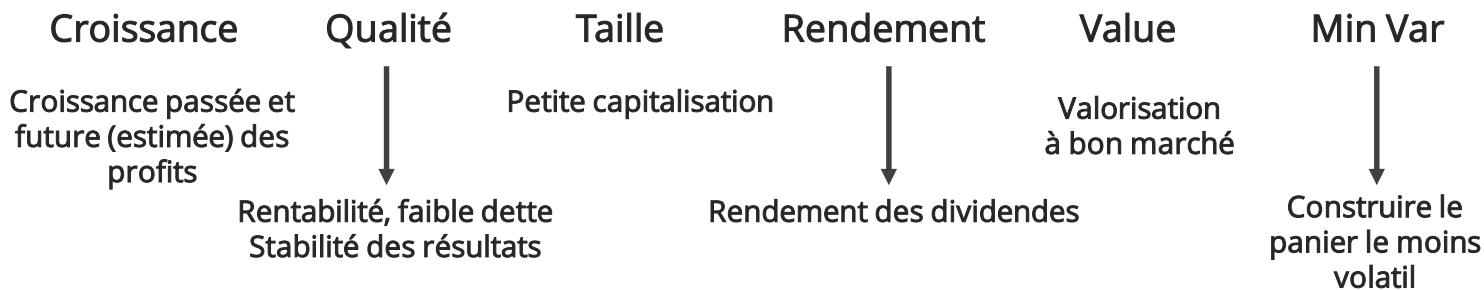 Croissance
Qualité
Taille
Rendement
Value
Min Var
Croissance passée et
future (estimée) des
profits
Rentabilité, faible dette
Stabilité des résultats
Petite capitalisation
Rendement des dividendes
Valorisation
à bon marché
Construire le
panier le moins
volatil